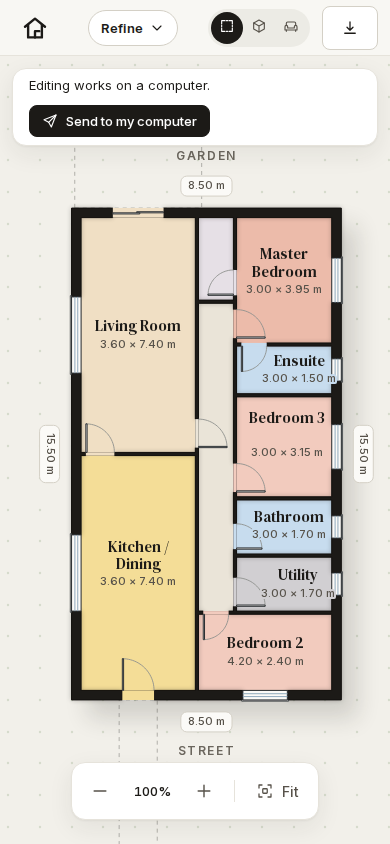 Refine
Editing works on a computer.
Send to my computer
GARDEN
8.50 m
Master
Bedroom
3.00 × 3.95 m
Living Room
3.60 × 7.40 m
Ensuite
3.00 × 1.50 m
Bedroom 3
3.00 × 3.15 m
15.50 m
15.50 m
Bathroom
3.00 × 1.70 m
Kitchen /
Dining
3.60 × 7.40 m
Utility
3.00 × 1.70 m
Bedroom 2
4.20 × 2.40 m
8.50 m
STREET
100%
Fit